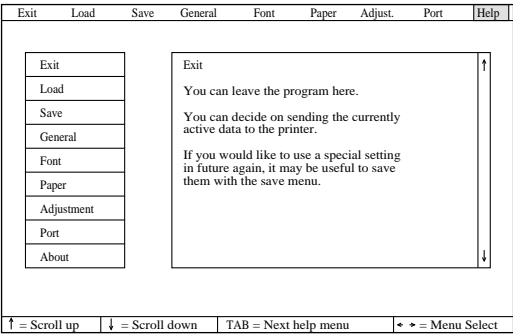 Exit Load Save General Font Paper Adjust. Port Help
Exit
Load
Save
General
Font
Paper
Adjustment
Port
About
Exit
You can leave the program here.
You can decide on sending the currently
active data to the printer.
If you would like to use a special setting
in future again, it may be useful to save
them with the save menu.
↑ = Scroll up ↓ = Scroll down TAB = Next help menu ← → = Menu Select